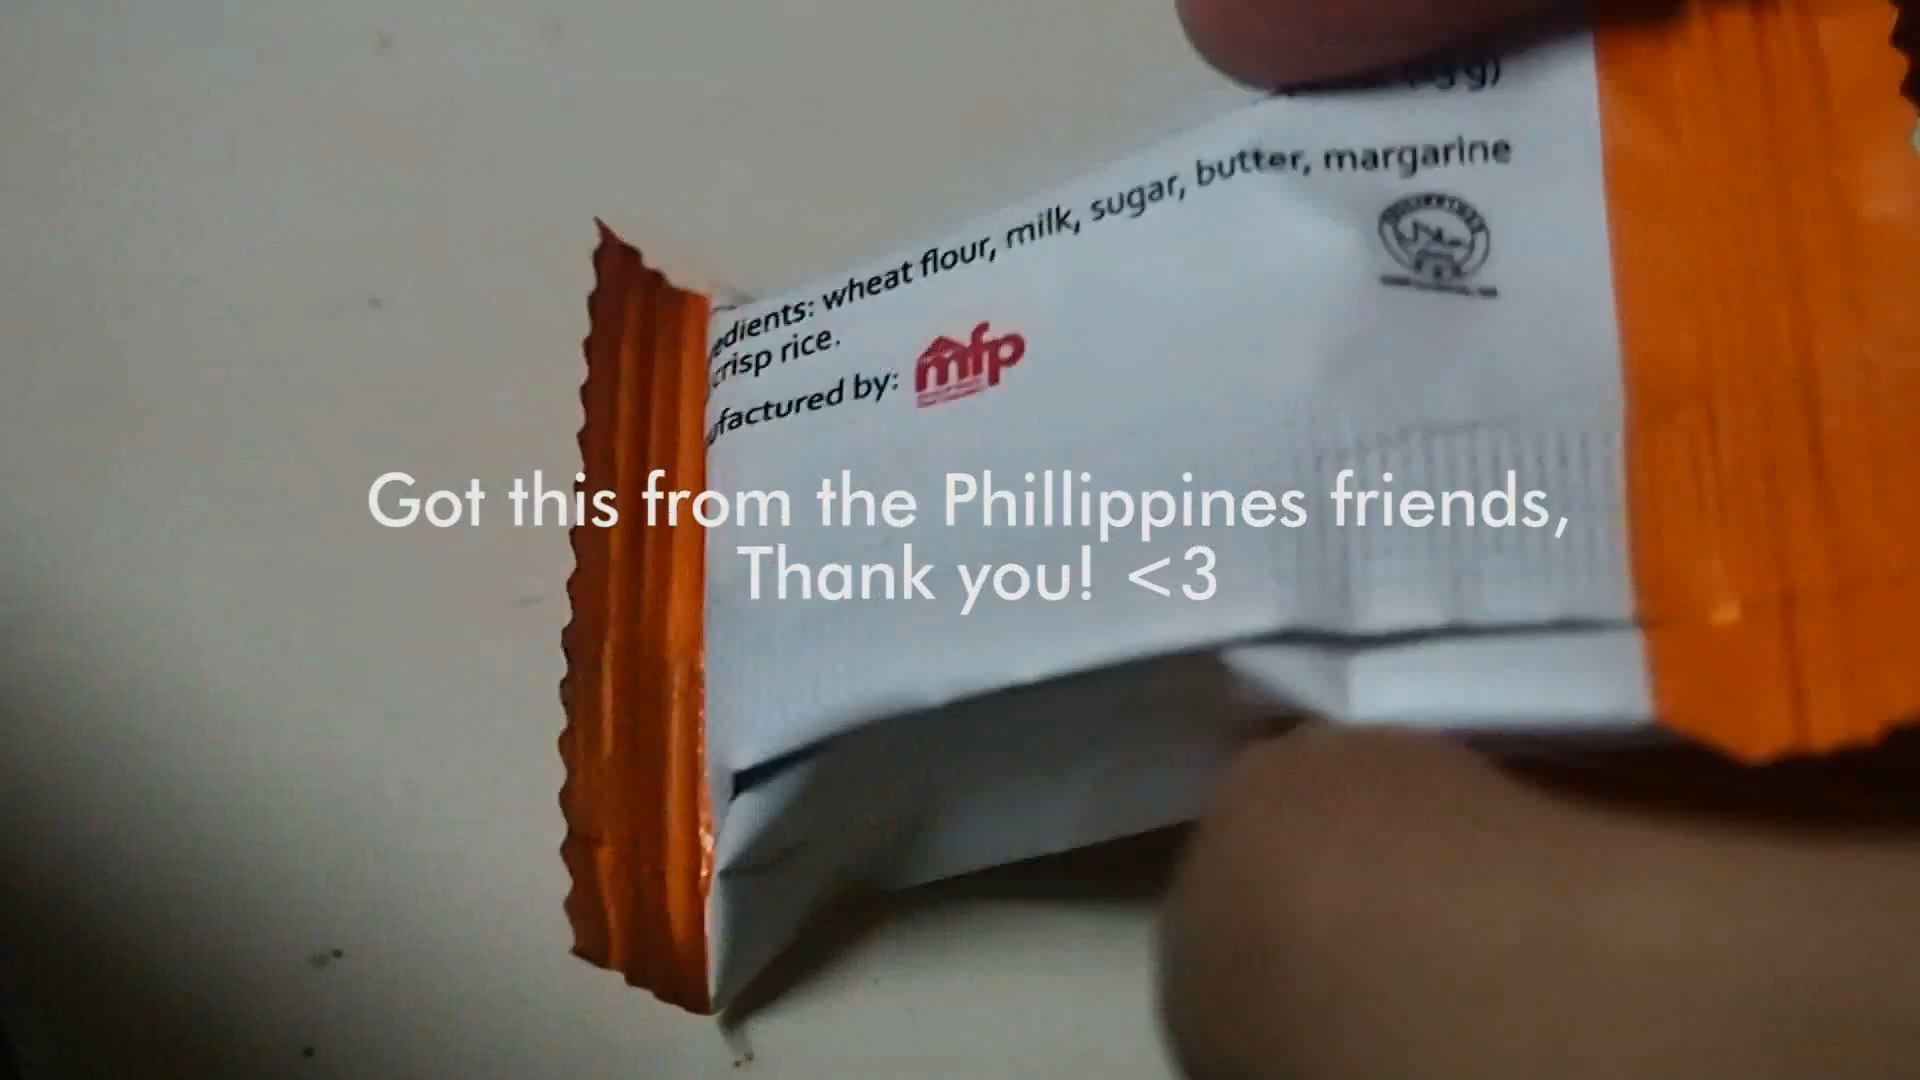 g)
edients: wheat flour, milk, sugar, butter, margarine
crisp rice.
ufactured by: mfp
Got this from the Phillippines friends,
Thank you! <3